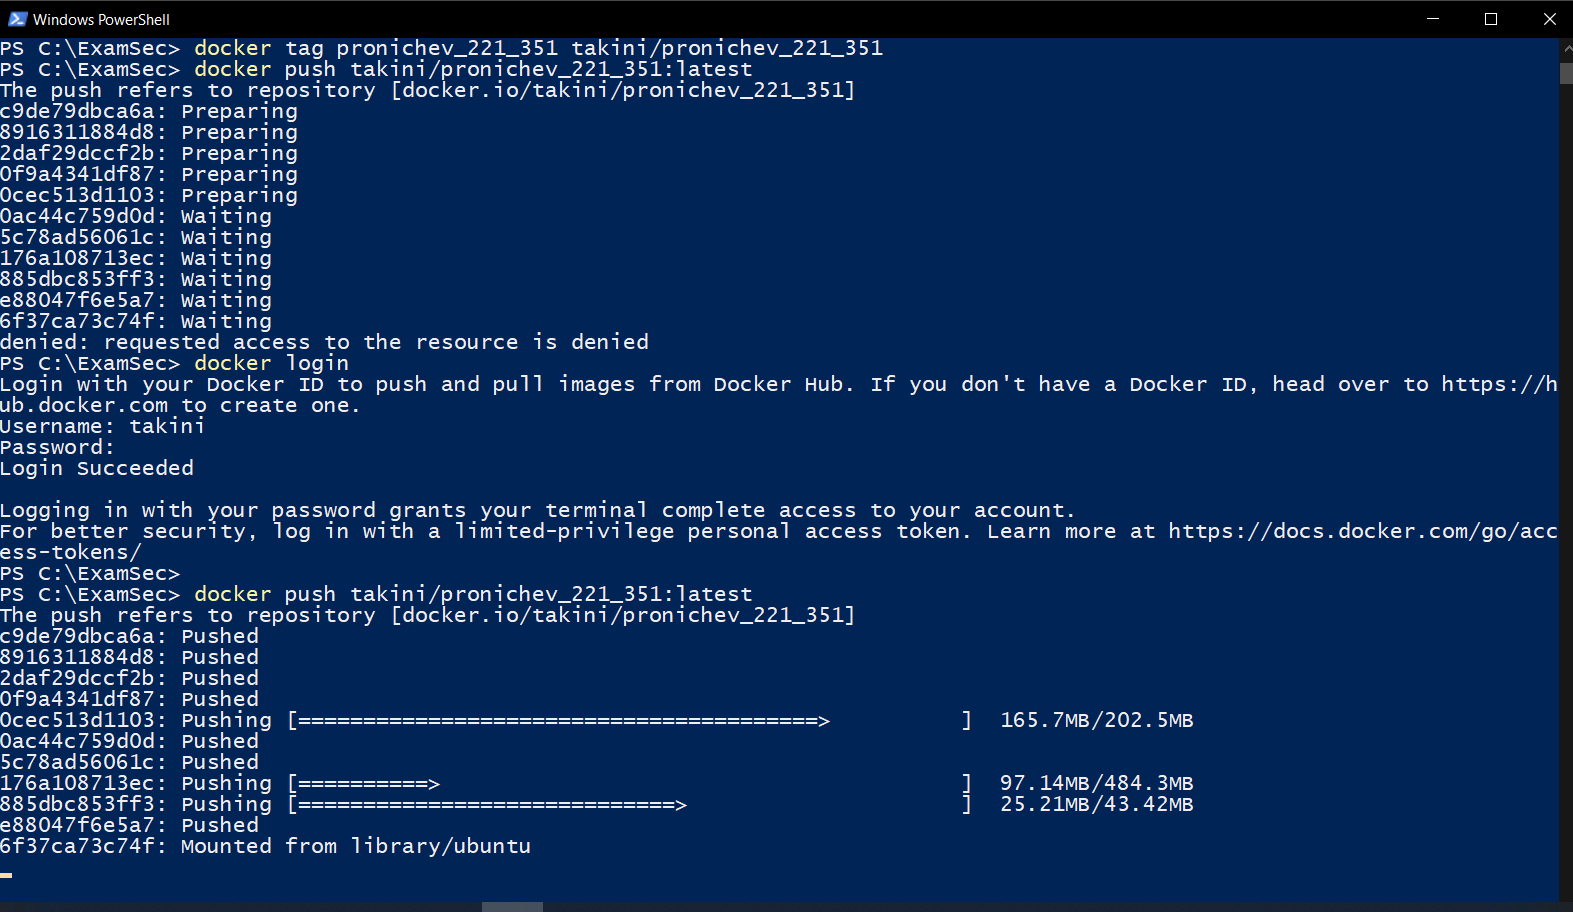 Windows PowerShell
PS C:\ExamSec> docker tag pronichev_221_351 takini/pronichev_221_351
PS C:\ExamSec> docker push takini/pronichev_221_351:latest
The push refers to repository [docker.io/takini/pronichev_221_351]
c9de79dbca6a: Preparing
8916311884d8: Preparing
2daf29dccf2b: Preparing
0f9a4341df87: Preparing
0cec513d1103: Preparing
0ac44c759d0d: Waiting
5c78ad56061c: Waiting
176a108713ec: Waiting
885dbc853ff3: Waiting
e88047f6e5a7: Waiting
6f37ca73c74f: Waiting
denied: requested access to the resource is denied
PS C:\ExamSec> docker login
Login with your Docker ID to push and pull images from Docker Hub. If you don't have a Docker ID, head over to https://h
ub.docker.com to create one.
Username: takini
Password:
Login Succeeded
Logging in with your password grants your terminal complete access to your account.
For better security, log in with a limited-privilege personal access token. Learn more at https://docs.docker.com/go/acc
ess-tokens/
PS C:\ExamSec>
PS C:\ExamSec> docker push takini/pronichev_221_351:latest
The push refers to repository [docker.io/takini/pronichev_221_351]
c9de79dbca6a: Pushed
8916311884d8: Pushed
2daf29dccf2b: Pushed
0f9a4341df87: Pushed
0cec513d1103: Pushing [========================================>          ]  165.7MB/202.5MB
0ac44c759d0d: Pushed
5c78ad56061c: Pushed
176a108713ec: Pushing [==========>                                        ]  97.14MB/484.3MB
885dbc853ff3: Pushing [=============================>                     ]  25.21MB/43.42MB
e88047f6e5a7: Pushed
6f37ca73c74f: Mounted from library/ubuntu